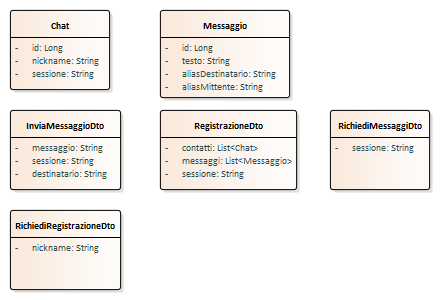 Chat
- id: Long
- nickname: String
- sessione: String
Messaggio
- id: Long
- testo: String
- aliasDestinatario: String
- aliasMittente: String
InviaMessaggioDto
- messaggio: String
- sessione: String
- destinatario: String
RegistrazioneDto
- contatti: List<Chat>
- messaggi: List<Messaggio>
- sessione: String
RichiediMessaggiDto
- sessione: String
RichiediRegistrazioneDto
- nickname: String